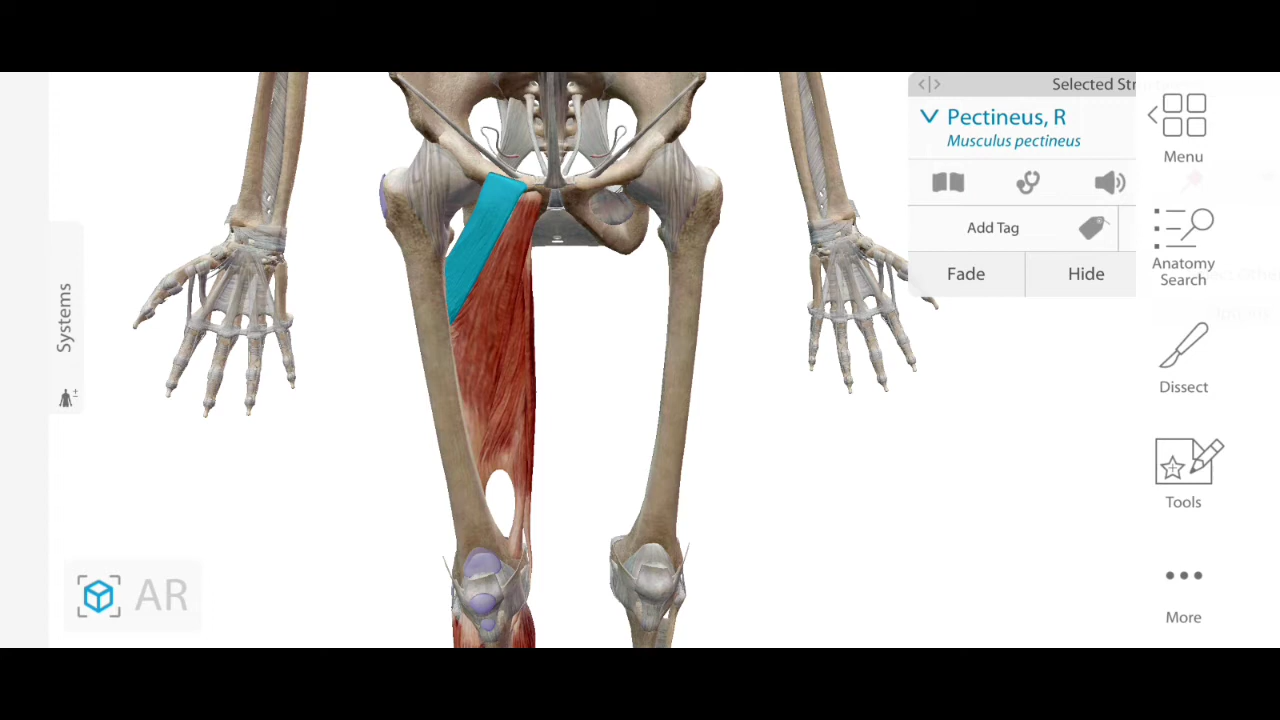 Selected Str
Pectineus, R
Musculus pectineus
Add Tag
Fade
Hide
Menu
Anatomy
Search
Dissect
Tools
More
Systems
AR